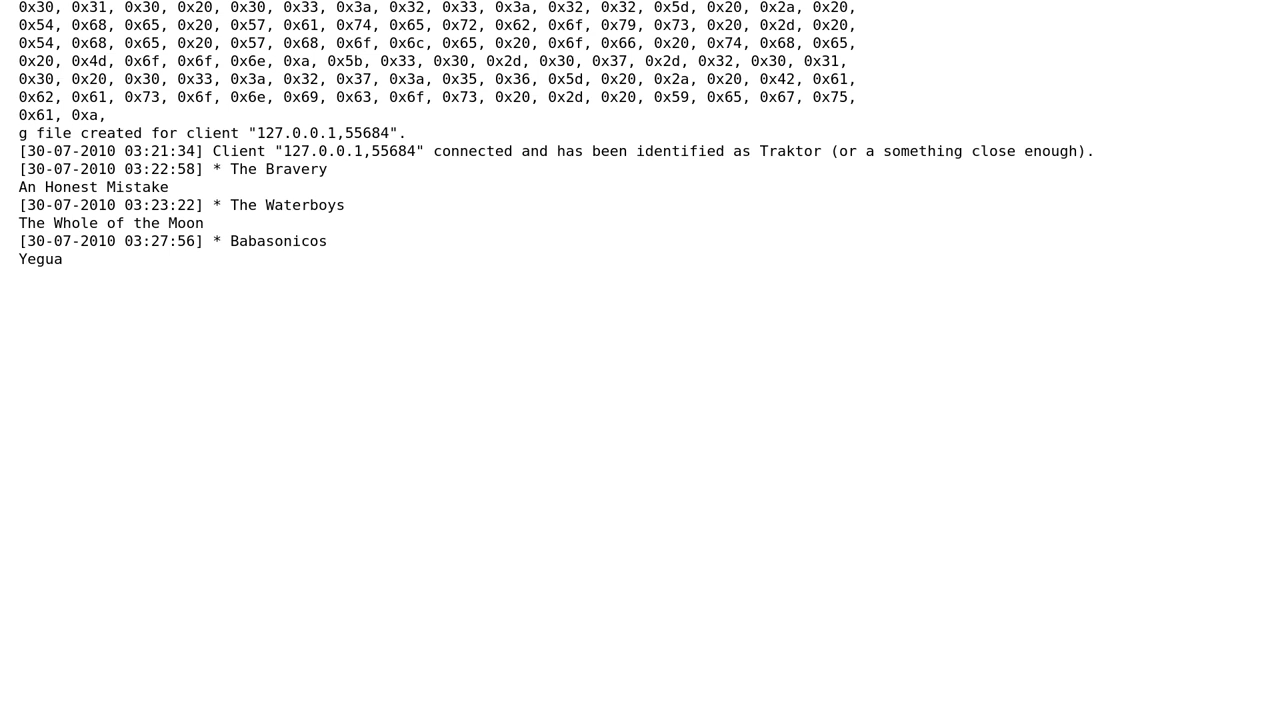 0x30, 0x31, 0x30, 0x20, 0x30, 0x33, 0x3a, 0x32, 0x33, 0x3a, 0x32, 0x32, 0x5d, 0x20, 0x2a, 0x20,
0x54, 0x68, 0x65, 0x20, 0x57, 0x61, 0x74, 0x65, 0x72, 0x62, 0x6f, 0x79, 0x73, 0x20, 0x2d, 0x20,
0x54, 0x68, 0x65, 0x20, 0x57, 0x68, 0x6f, 0x6c, 0x65, 0x20, 0x6f, 0x66, 0x20, 0x74, 0x68, 0x65,
0x20, 0x4d, 0x6f, 0x6f, 0x6e, 0xa, 0x5b, 0x33, 0x30, 0x2d, 0x30, 0x37, 0x2d, 0x32, 0x30, 0x31,
0x30, 0x20, 0x30, 0x33, 0x3a, 0x32, 0x37, 0x3a, 0x35, 0x36, 0x5d, 0x20, 0x2a, 0x20, 0x42, 0x61,
0x62, 0x61, 0x73, 0x6f, 0x6e, 0x69, 0x63, 0x6f, 0x73, 0x20, 0x2d, 0x20, 0x59, 0x65, 0x67, 0x75,
0x61, 0xa,
g file created for client "127.0.0.1,55684".
[30-07-2010 03:21:34] Client "127.0.0.1,55684" connected and has been identified as Traktor (or a something close enough).
[30-07-2010 03:22:58] * The Bravery
An Honest Mistake
[30-07-2010 03:23:22] * The Waterboys
The Whole of the Moon
[30-07-2010 03:27:56] * Babasonicos
Yegua